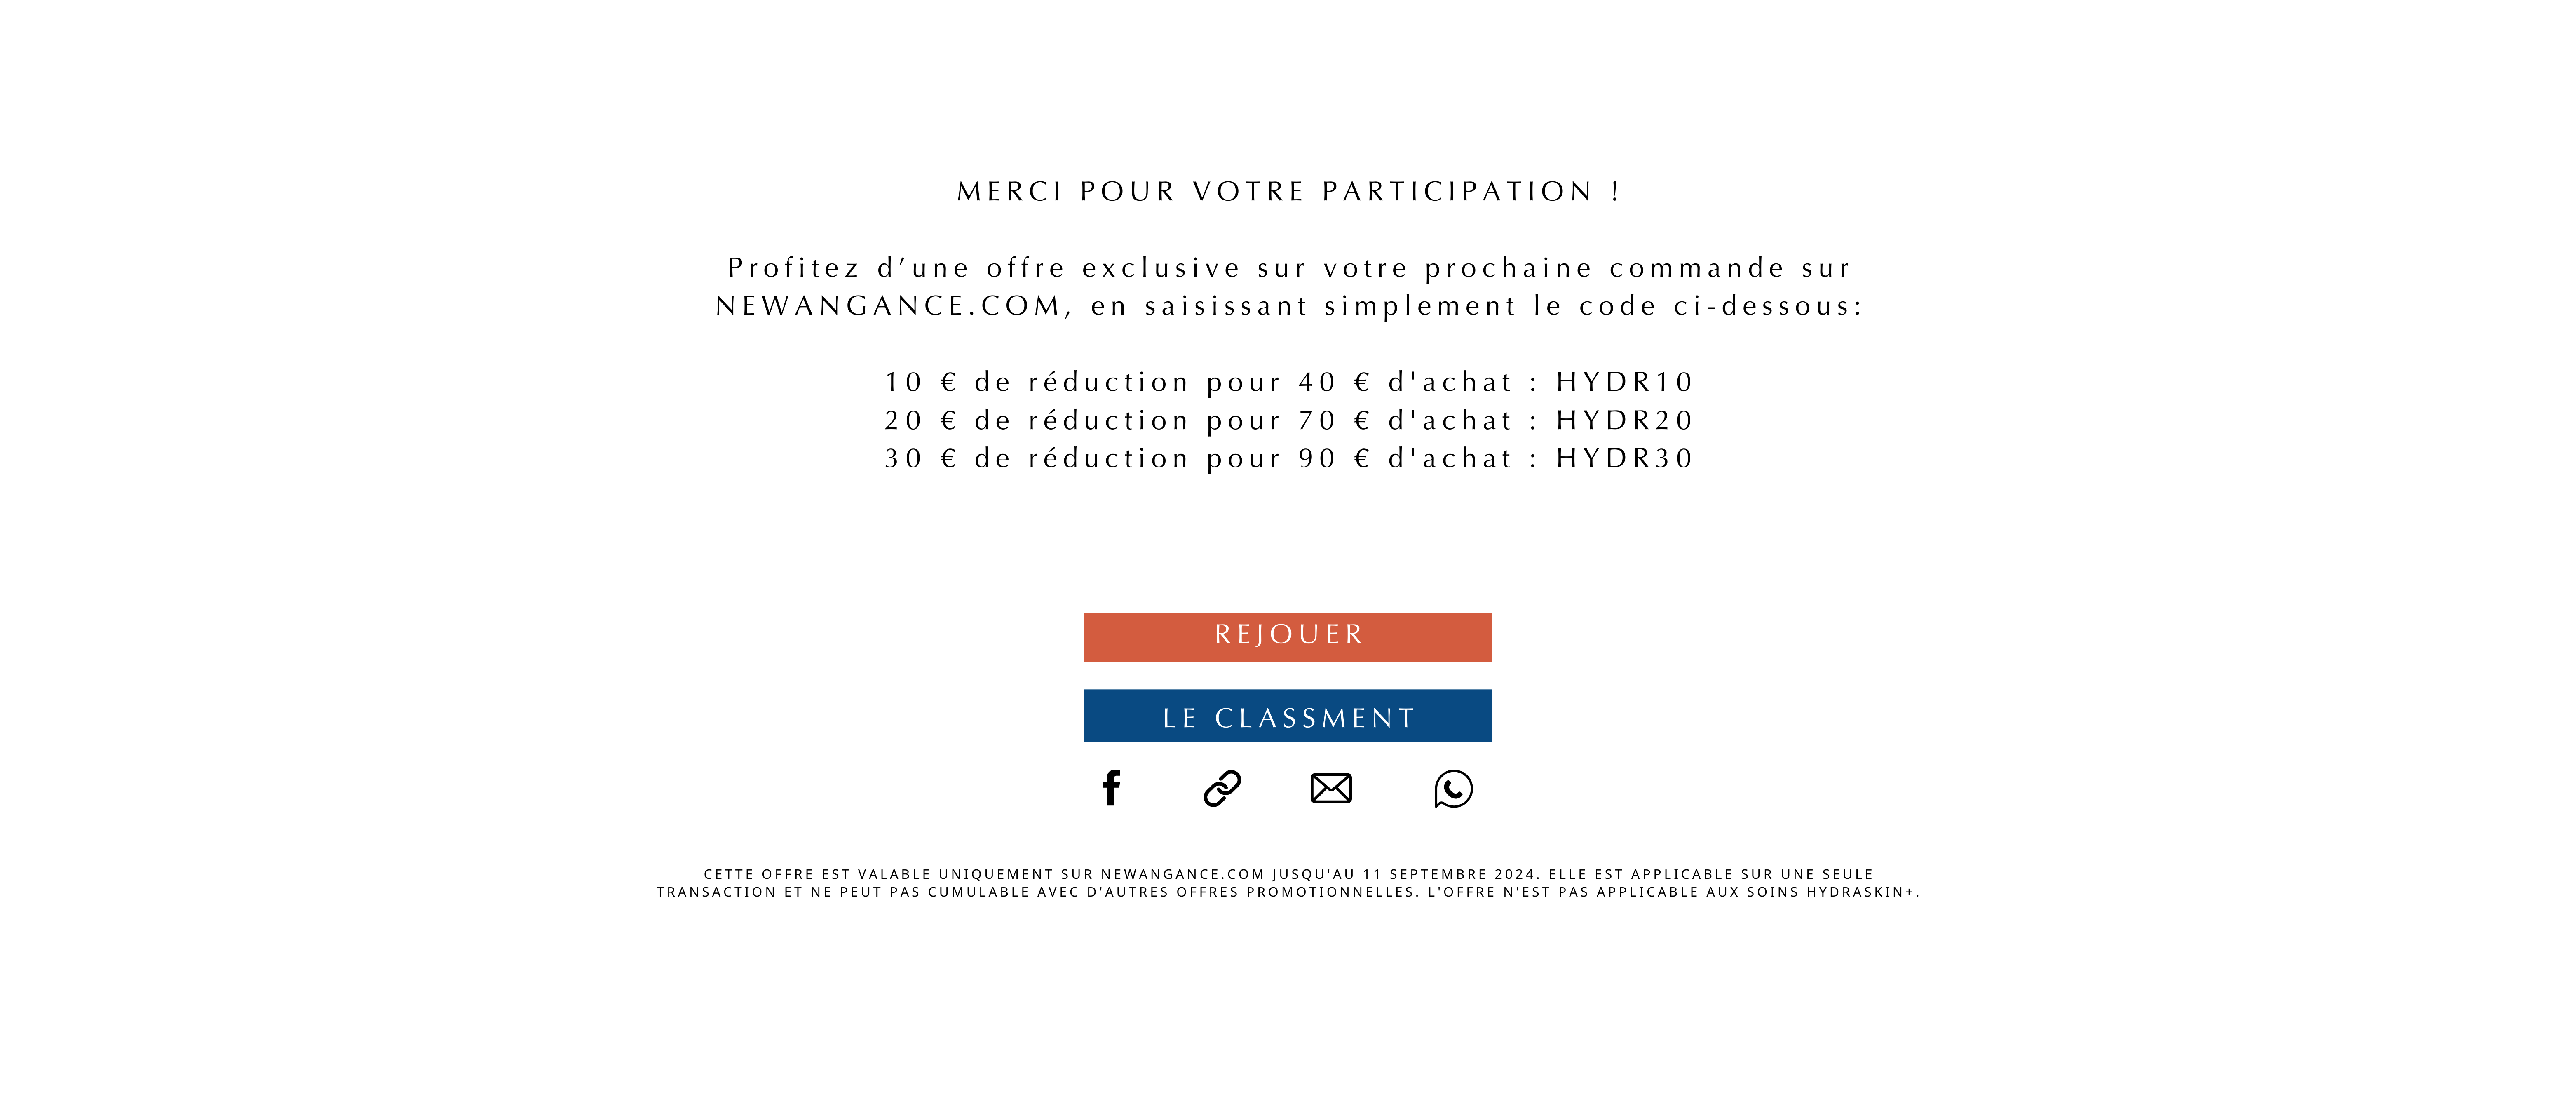 MERCI POUR VOTRE PARTICIPATION !
Profitez d’une offre exclusive sur votre prochaine commande sur
NEWANGANCE.COM, en saisissant simplement le code ci-dessous:
10 € de réduction pour 40 € d'achat : HYDR10
20 € de réduction pour 70 € d'achat : HYDR20
30 € de réduction pour 90 € d'achat : HYDR30
REJOUER
LE CLASSMENT
CETTE OFFRE EST VALABLE UNIQUEMENT SUR NEWANGANCE.COM JUSQU'AU 11 SEPTEMBRE 2024. ELLE EST APPLICABLE SUR UNE SEULE
TRANSACTION ET NE PEUT PAS CUMULABLE AVEC D'AUTRES OFFRES PROMOTIONNELLES. L'OFFRE N'EST PAS APPLICABLE AUX SOINS HYDRASKIN+.